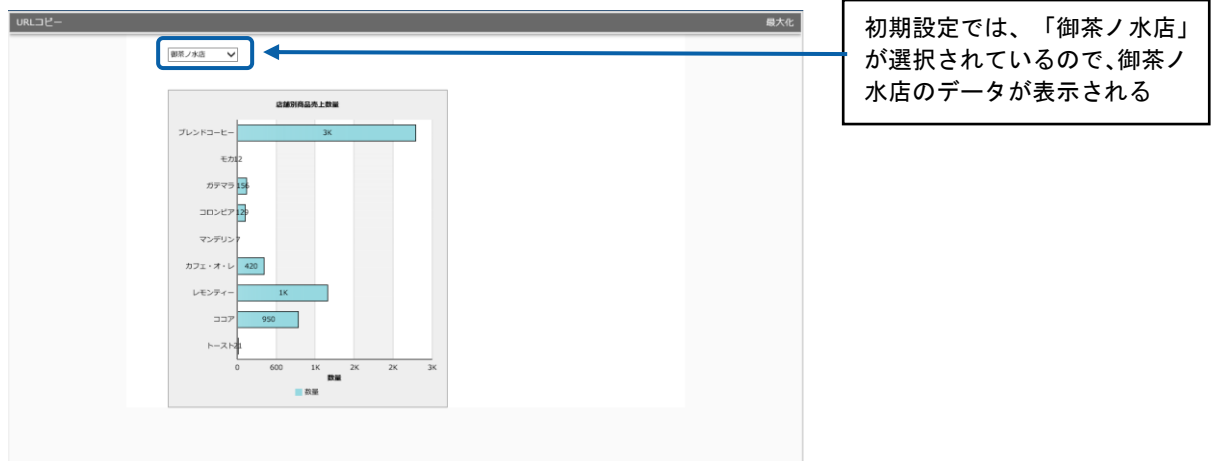 URLコピー
最大化
御茶ノ水店
初期設定では、「御茶ノ水店」
が選択されているので、御茶ノ
水店のデータが表示される
店舗別商品売上数量
ブレンドコーヒー 3K
モカ 12
ガテマラ 156
コロンビア 129
マンデリン 7
カフェ・オ・レ 420
レモンティー 1K
ココア 950
トースト 21
0 600 1K 2K 2K 3K
数量
数量